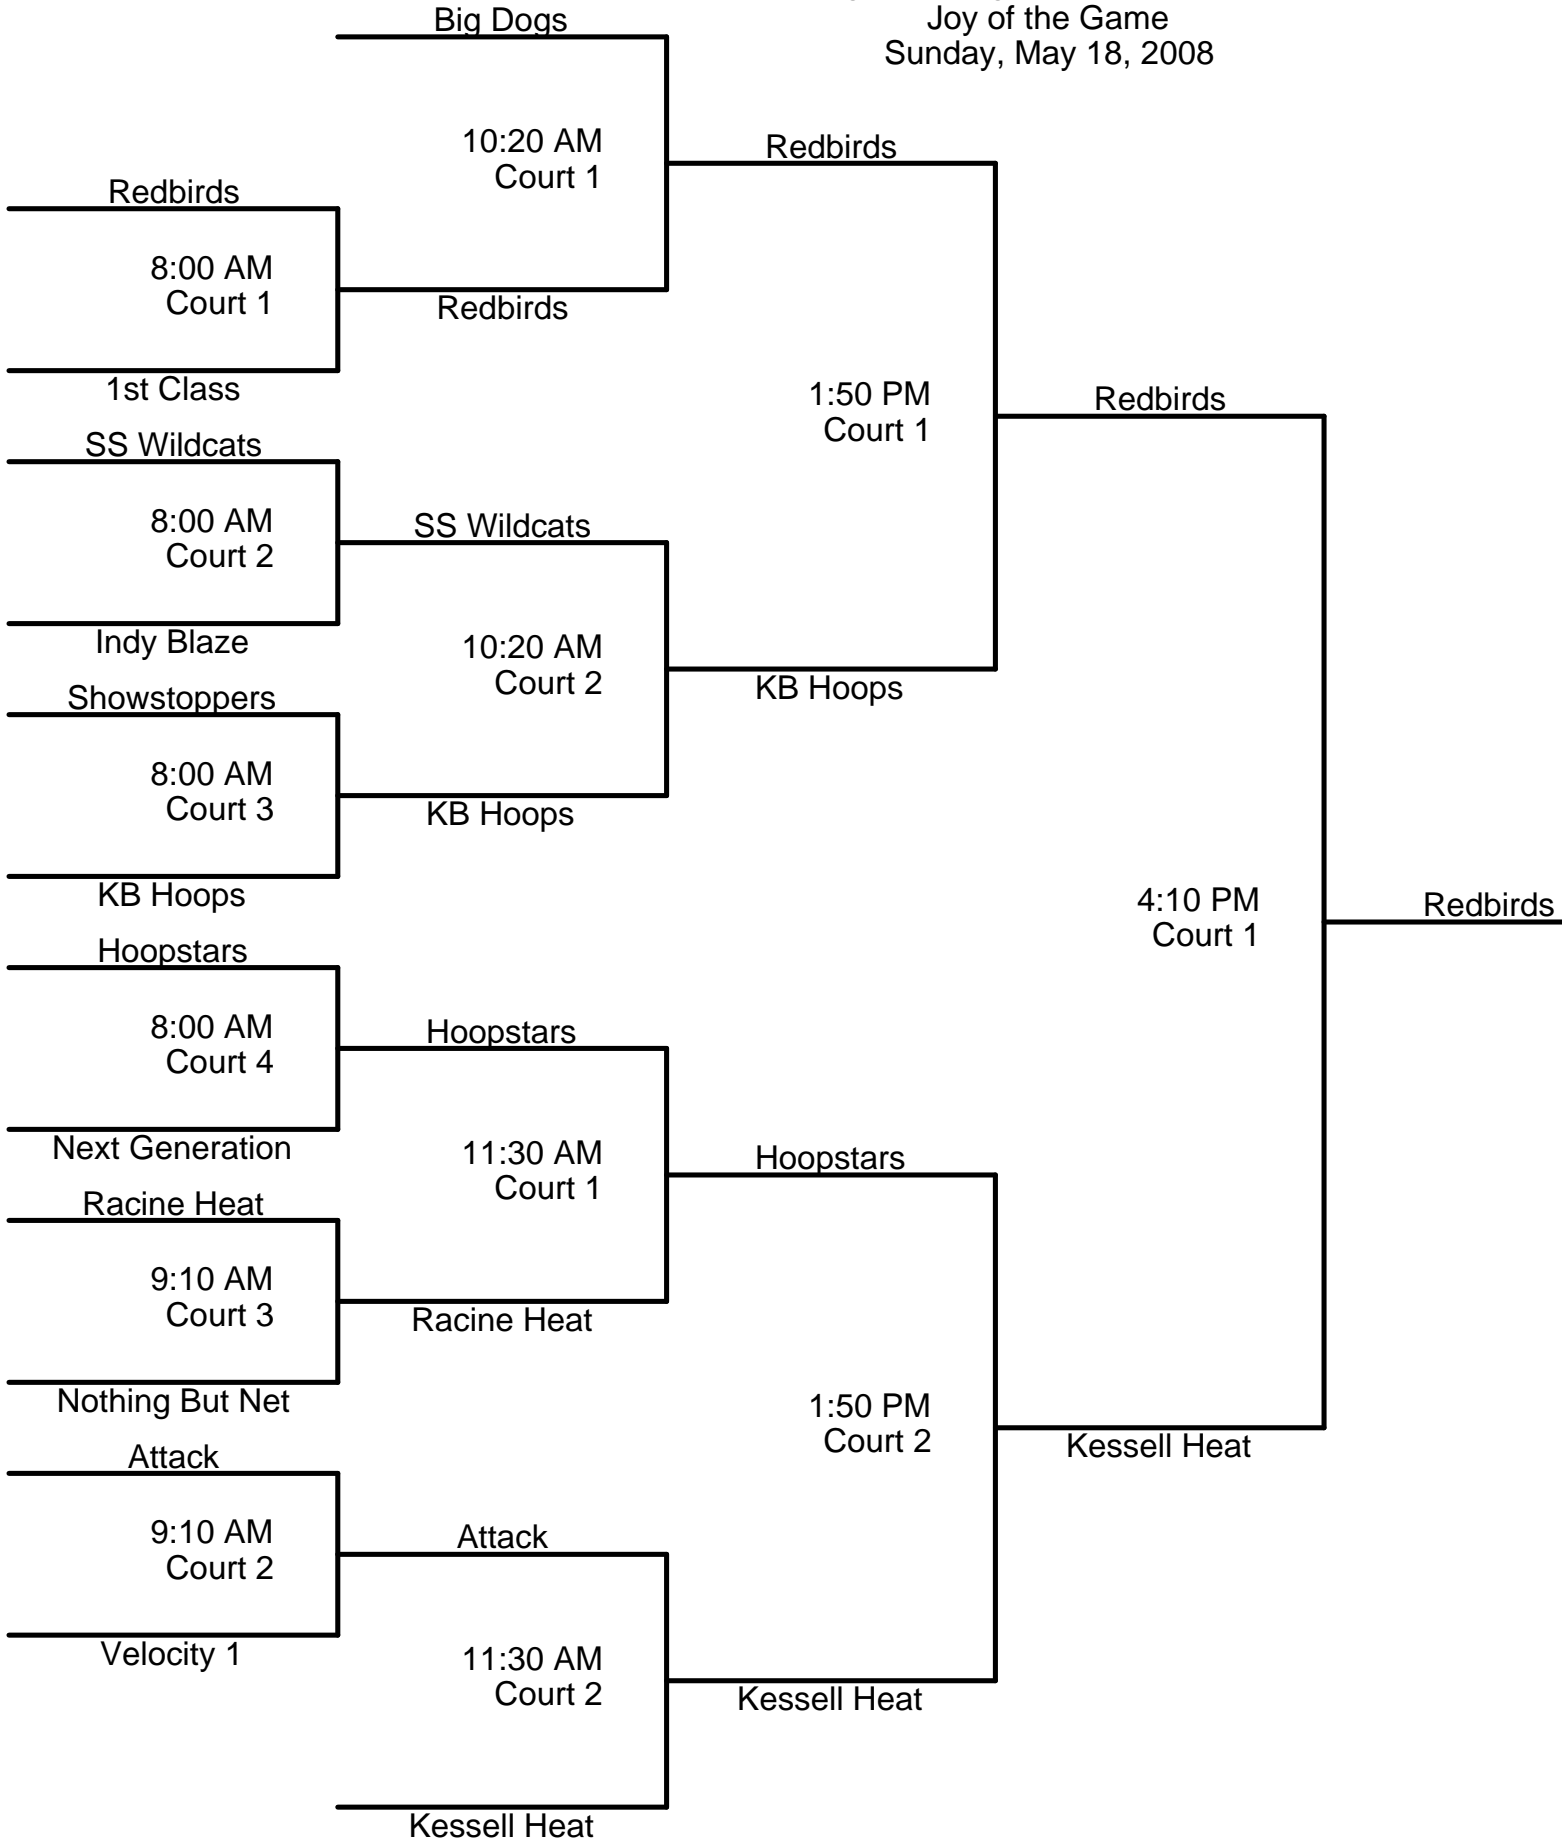 Big Dogs
Joy of the Game
Sunday, May 18, 2008
10:20 AM
Court 1
Redbirds
Redbirds
8:00 AM
Court 1
Redbirds
1st Class
1:50 PM
Court 1
Redbirds
SS Wildcats
8:00 AM
Court 2
SS Wildcats
Indy Blaze
10:20 AM
Court 2
KB Hoops
Showstoppers
8:00 AM
Court 3
KB Hoops
KB Hoops
4:10 PM
Court 1
Redbirds
Hoopstars
8:00 AM
Court 4
Hoopstars
Next Generation
11:30 AM
Court 1
Hoopstars
Racine Heat
9:10 AM
Court 3
Racine Heat
Nothing But Net
1:50 PM
Court 2
Kessell Heat
Attack
9:10 AM
Court 2
Attack
Velocity 1
11:30 AM
Court 2
Kessell Heat
Kessell Heat